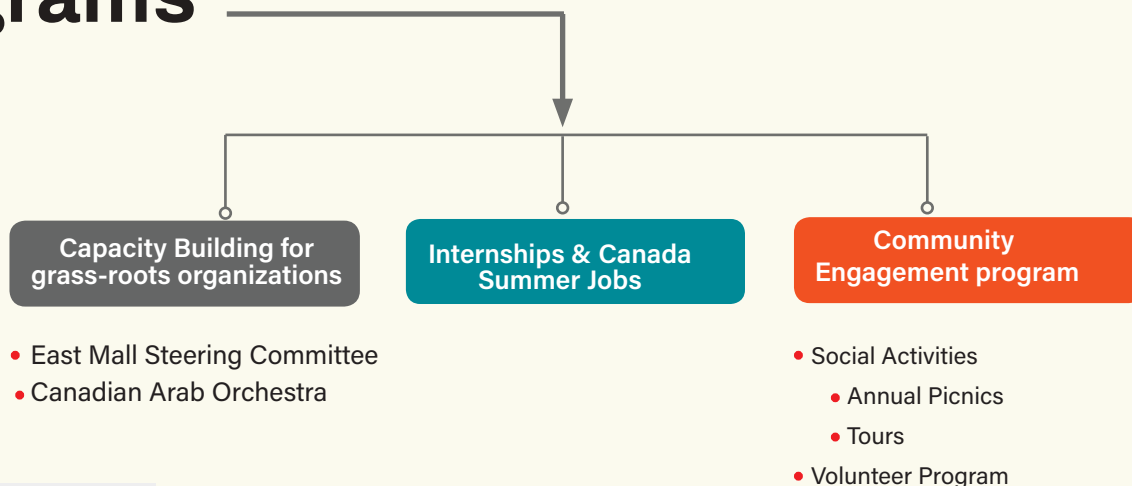 grams
Capacity Building for
grass-roots organizations
Internships & Canada
Summer Jobs
Community
Engagement program
East Mall Steering Committee
Canadian Arab Orchestra
Social Activities
Annual Picnics
Tours
Volunteer Program